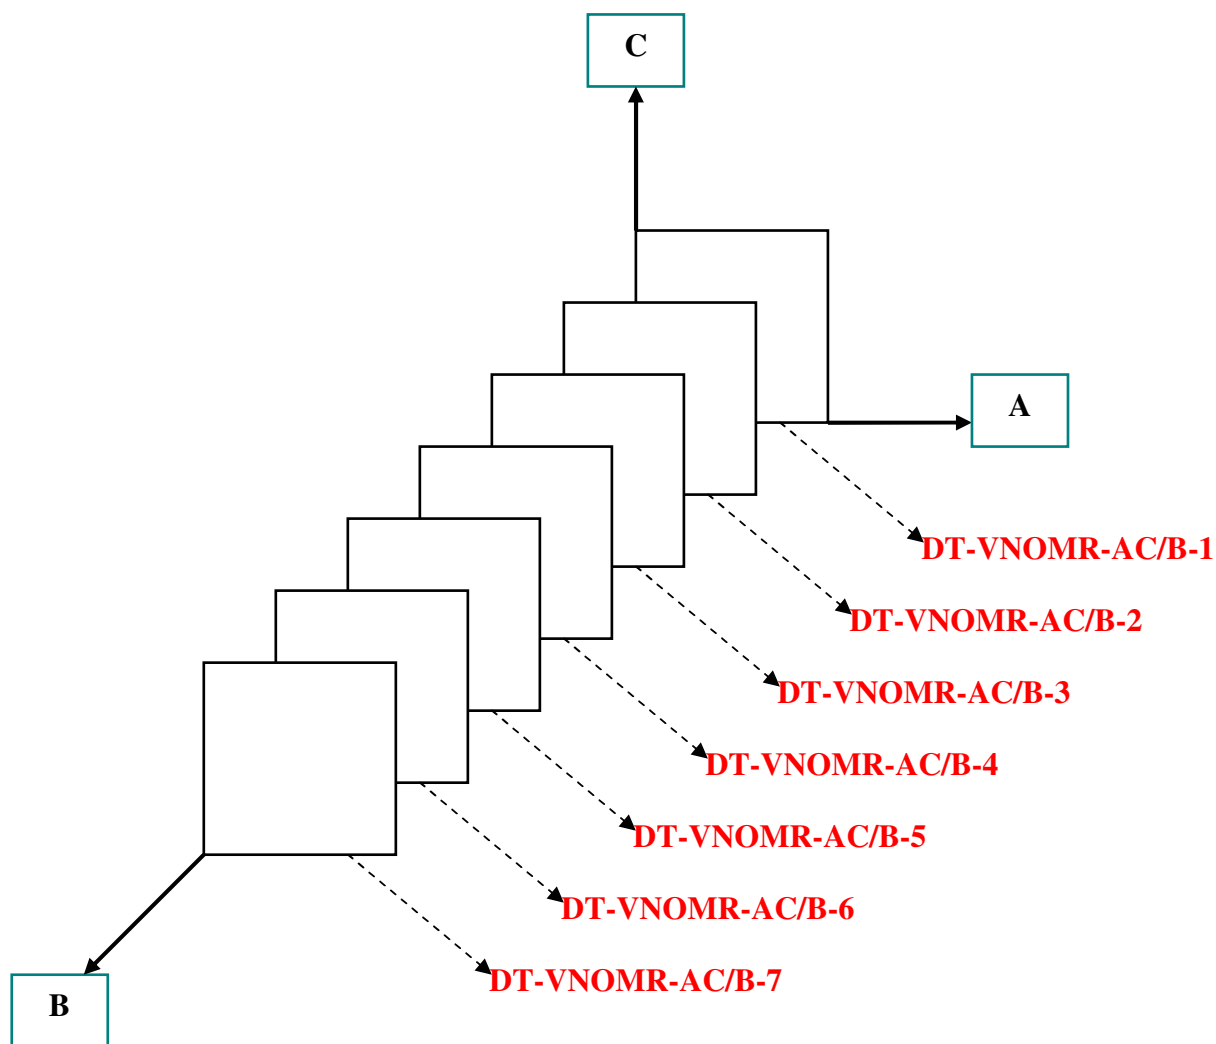 C
A
DT-VNOMR-AC/B-1
DT-VNOMR-AC/B-2
DT-VNOMR-AC/B-3
DT-VNOMR-AC/B-4
DT-VNOMR-AC/B-5
DT-VNOMR-AC/B-6
DT-VNOMR-AC/B-7
B